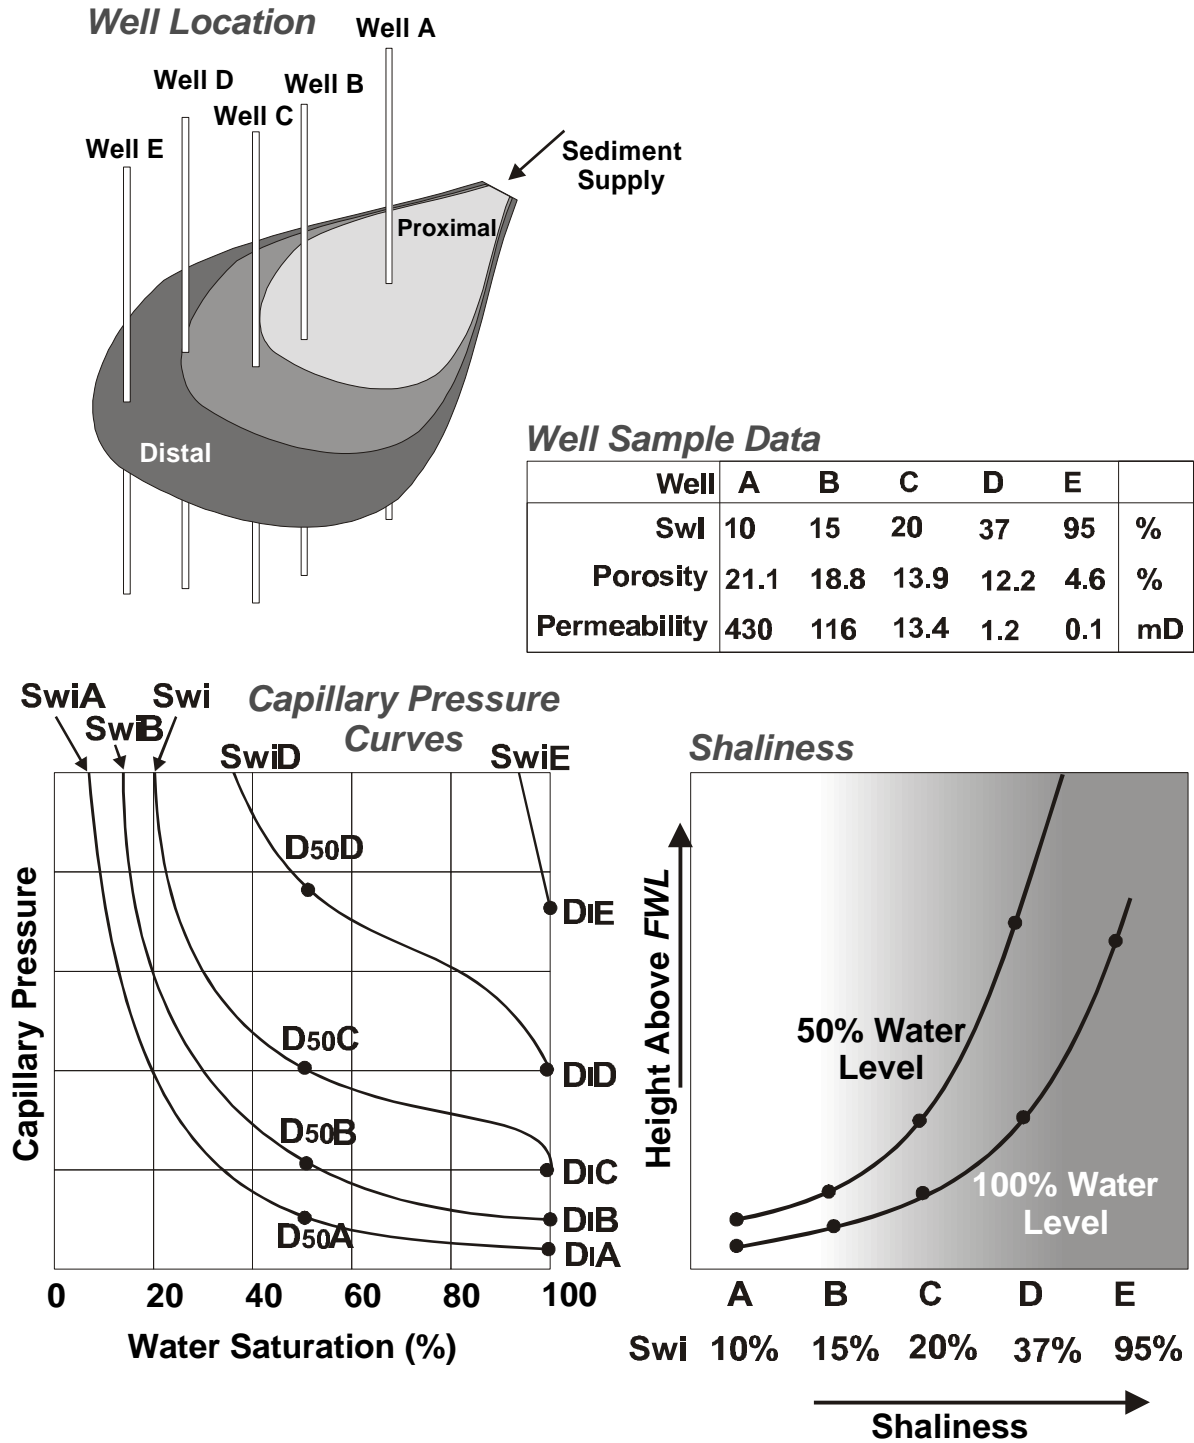 Well Location
Well A
Well D
Well B
Well C
Well E
Sediment
Supply
Proximal
Distal
Well Sample Data
Well A B C D E
SwI 10 15 20 37 95 %
Porosity 21.1 18.8 13.9 12.2 4.6 %
Permeability 430 116 13.4 1.2 0.1 mD
Capillary Pressure
Curves
SwiA
SwiB
Swi
SwiD
SwiE
D50D
DIE
D50C
DID
D50B
DIC
D50A
DIB
DIA
Capillary Pressure
0 20 40 60 80 100
Water Saturation (%)
Shaliness
Height Above FWL
50% Water
Level
100% Water
Level
A B C D E
Swi 10% 15% 20% 37% 95%
Shaliness